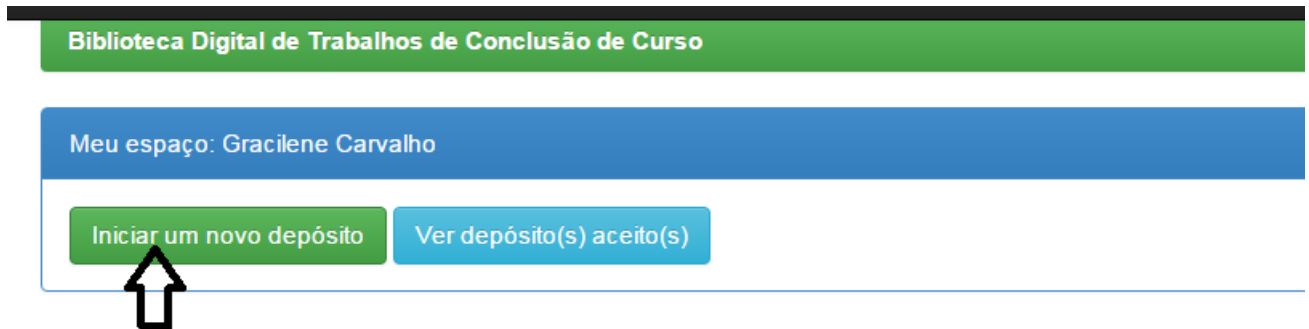 Biblioteca Digital de Trabalhos de Conclusão de Curso
Meu espaço: Gracilene Carvalho
Iniciar um novo depósito
Ver depósito(s) aceito(s)